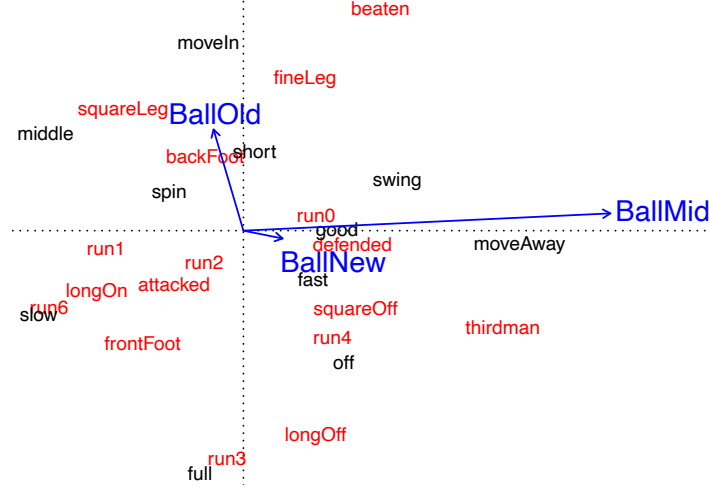 beaten
moveIn
fineLeg
squareLeg
BallOld
middle
short
backFoot
swing
spin
BallMid
run0
good
moveAway
defended
run1
BallNew
run2
fast
attacked
longOn
run6
squareOff
slow
thirdman
run4
frontFoot
off
longOff
run3
full